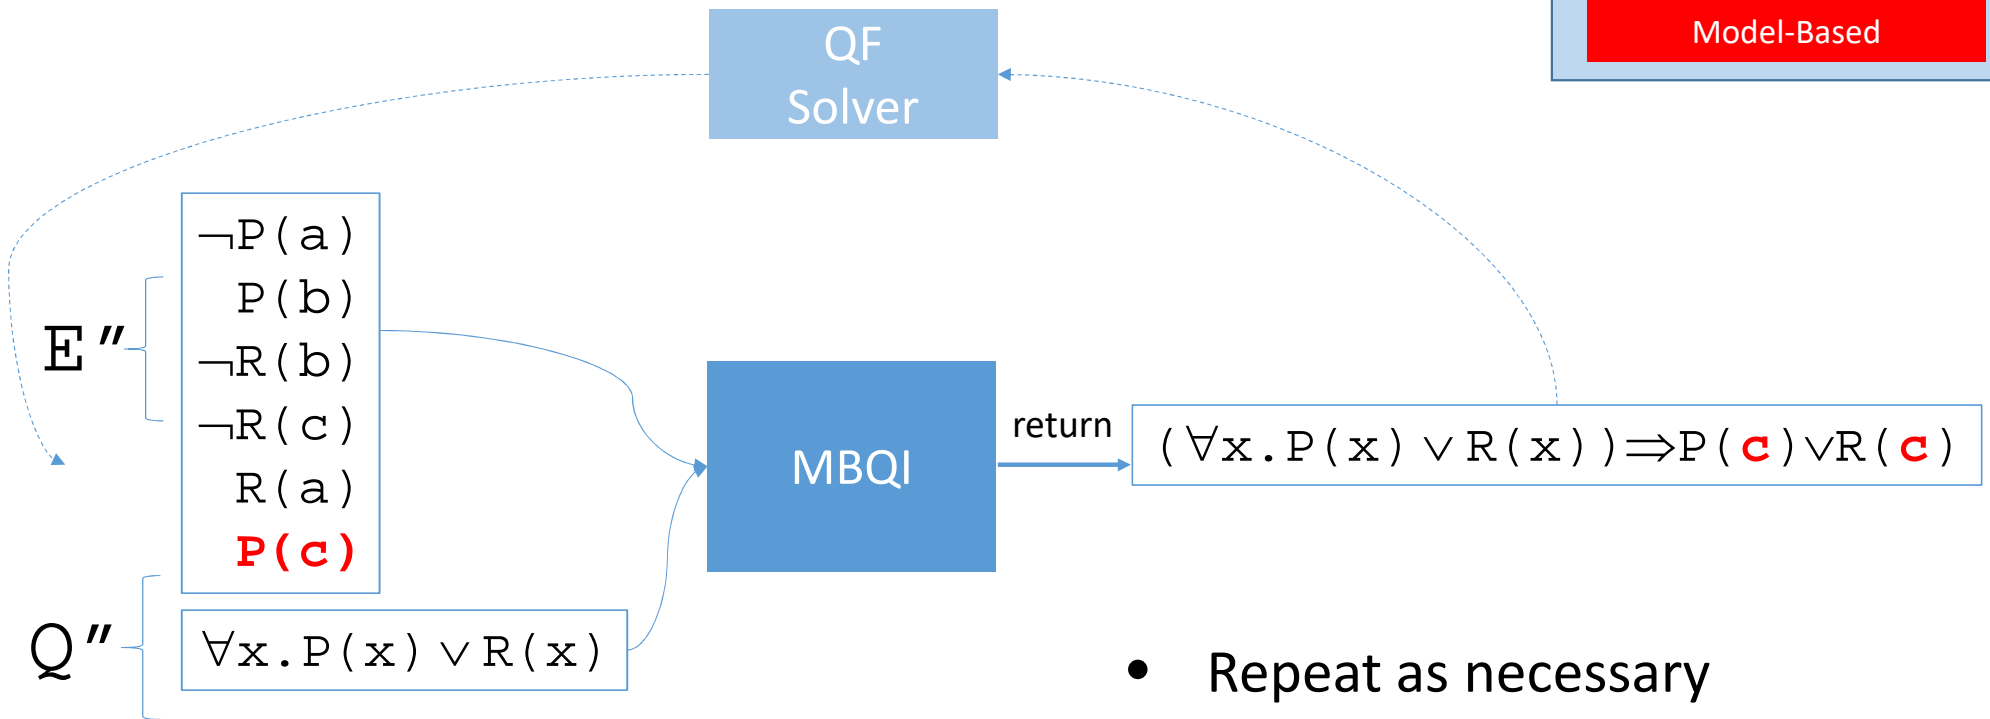 Model-Based
QF
Solver
¬P(a)
P(b)
E″
¬R(b)
¬R(c)
R(a)
P(c)
MBQI
return
(∀x.P(x)∨R(x))⇒P(c)∨R(c)
Q″
∀x.P(x)∨R(x)
• Repeat as necessary